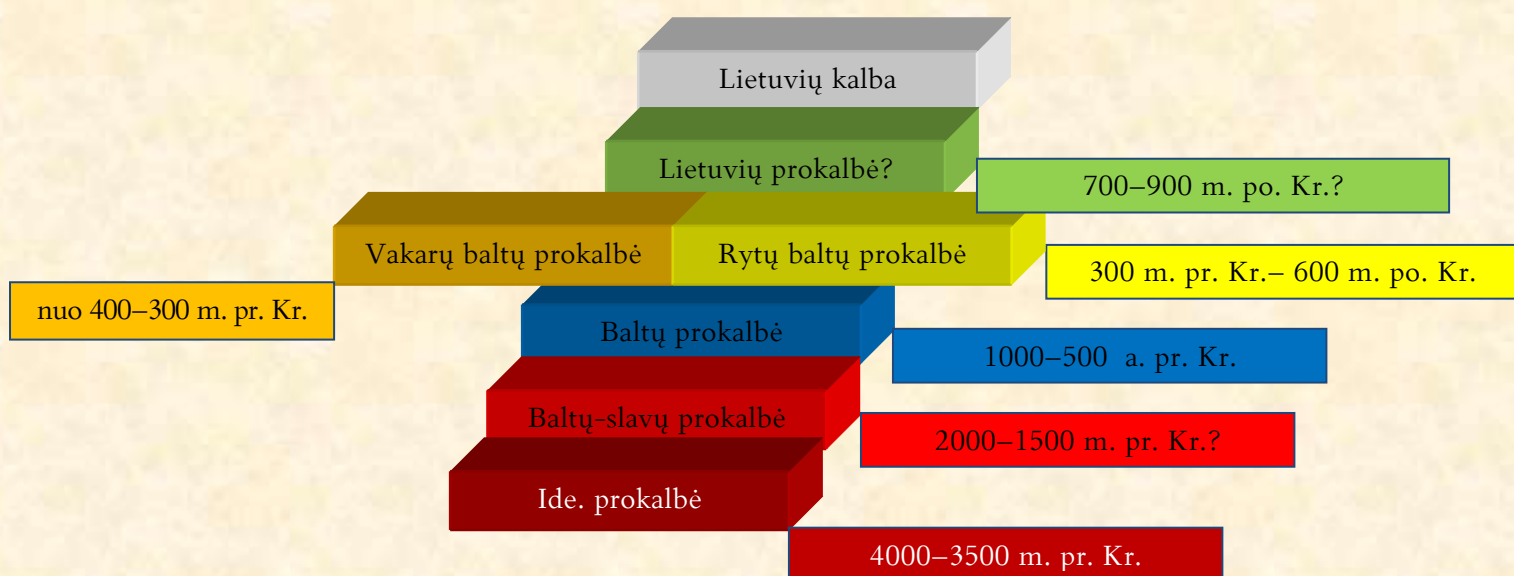 Lietuvių kalba
Lietuvių prokalbė?
700–900 m. po. Kr.?
Vakarų baltų prokalbė
Rytų baltų prokalbė
300 m. pr. Kr.– 600 m. po. Kr.
nuo 400–300 m. pr. Kr.
Baltų prokalbė
1000–500 a. pr. Kr.
Baltų-slavų prokalbė
2000–1500 m. pr. Kr.?
Ide. prokalbė
4000–3500 m. pr. Kr.